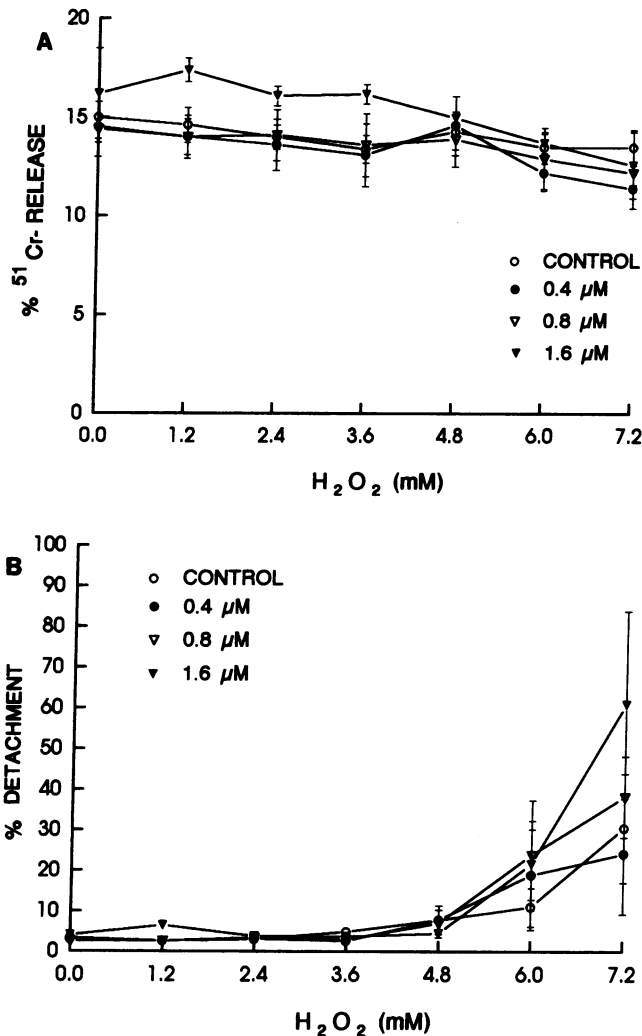 A
20
15
10
5
0
% 51 Cr- RELEASE
CONTROL
0.4 µM
0.8 µM
1.6 µM
0.0 1.2 2.4 3.6 4.8 6.0 7.2
H2O2 (mM)
B
100
90
80
70
60
50
40
30
20
10
0
% DETACHMENT
CONTROL
0.4 µM
0.8 µM
1.6 µM
0.0 1.2 2.4 3.6 4.8 6.0 7.2
H2O2 (mM)